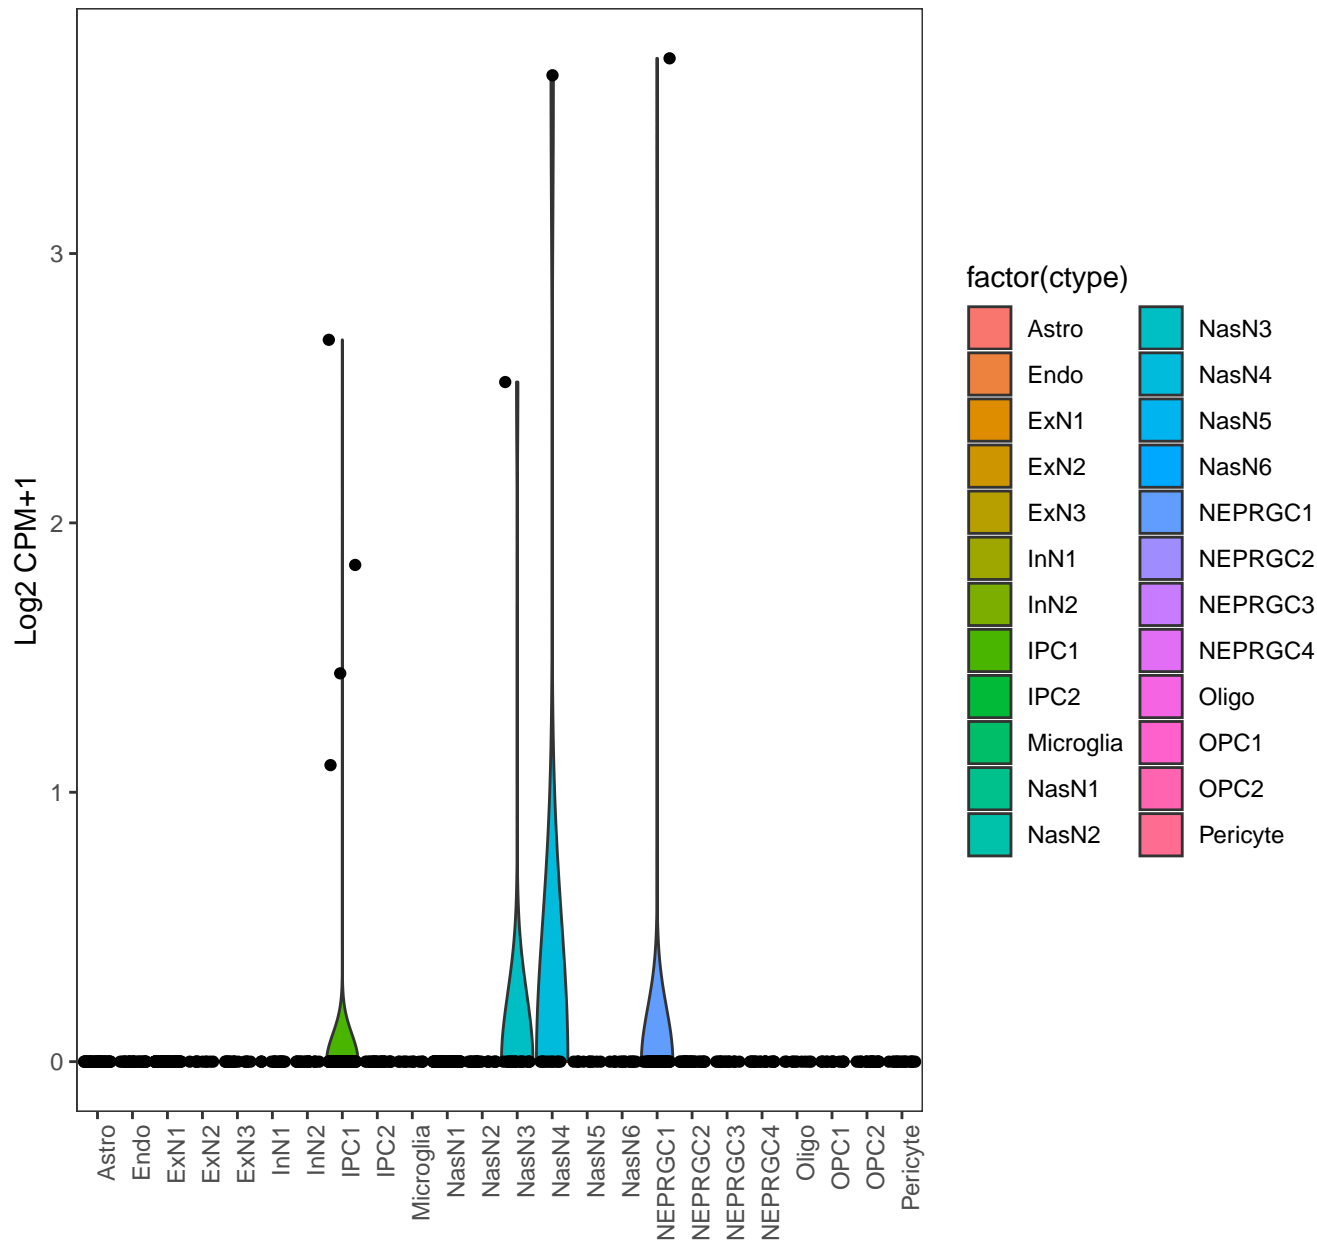 Log2 CPM+1
3
2
1
0
Astro
Endo
ExN1
ExN2
ExN3
InN1
InN2
IPC1
IPC2
Microglia
NasN1
NasN2
NasN3
NasN4
NasN5
NasN6
NEPRGC1
NEPRGC2
NEPRGC3
NEPRGC4
Oligo
OPC1
OPC2
Pericyte
factor(ctype)
Astro
Endo
ExN1
ExN2
ExN3
InN1
InN2
IPC1
IPC2
Microglia
NasN1
NasN2
NasN3
NasN4
NasN5
NasN6
NEPRGC1
NEPRGC2
NEPRGC3
NEPRGC4
Oligo
OPC1
OPC2
Pericyte